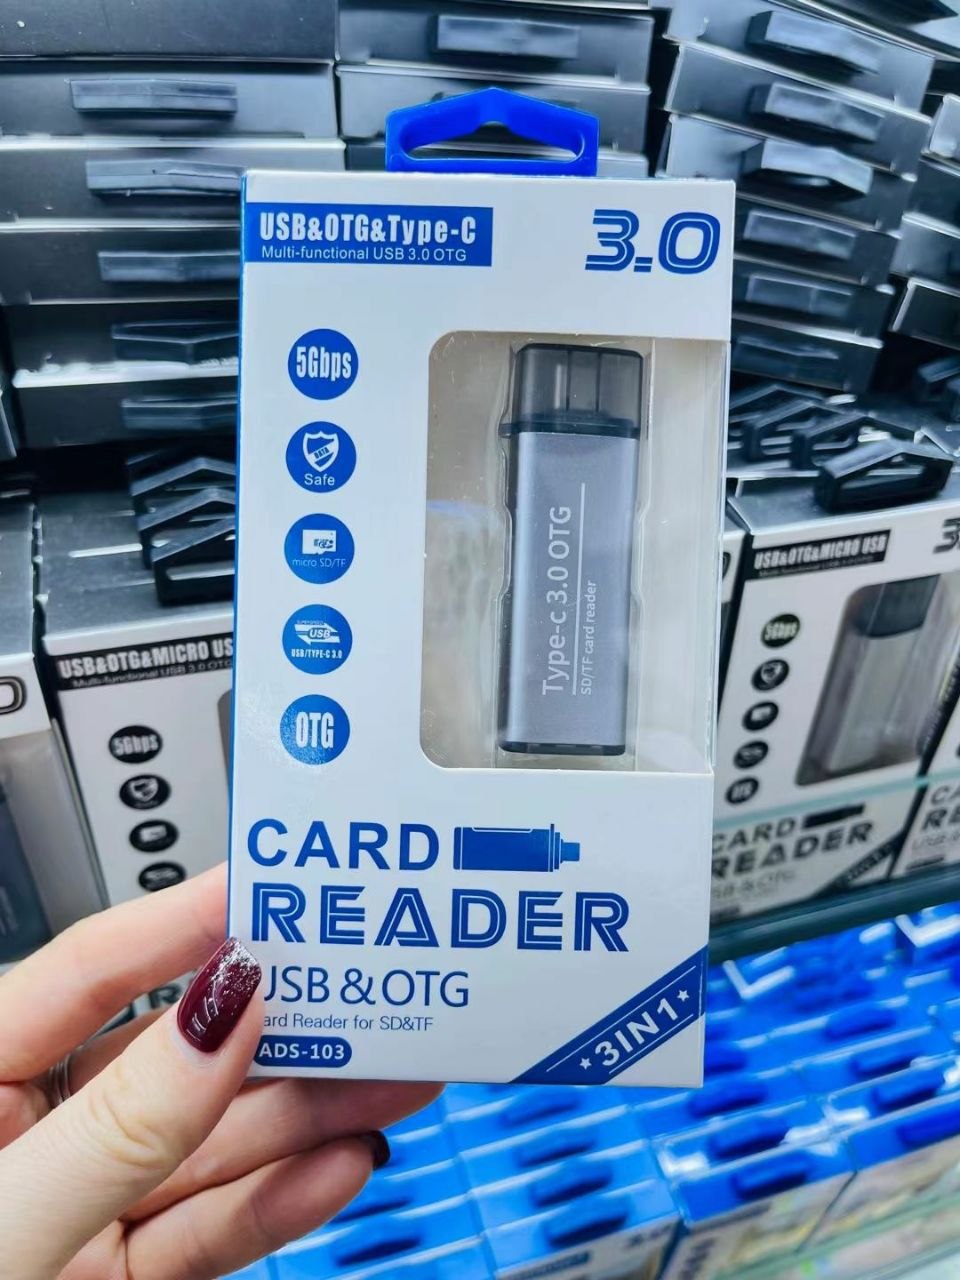 USB&OTG&Type-C
Multi-functional USB 3.0 OTG
3.0
5Gbps
DATA
Safe
micro SD/TF
USB
USB/TYPE-C 3.0
OTG
Type-c 3.0 OTG
SD/TF card reader
CARD
READER
USB & OTG
ard Reader for SD&TF
ADS-103
3IN1
USB&OTG&MICRO US
Multi-functional USB 3.0 OTG
5Gbps
USB&OTG&MICRO USB
5Gbps
OTG
CARD
READER
USB & OTG